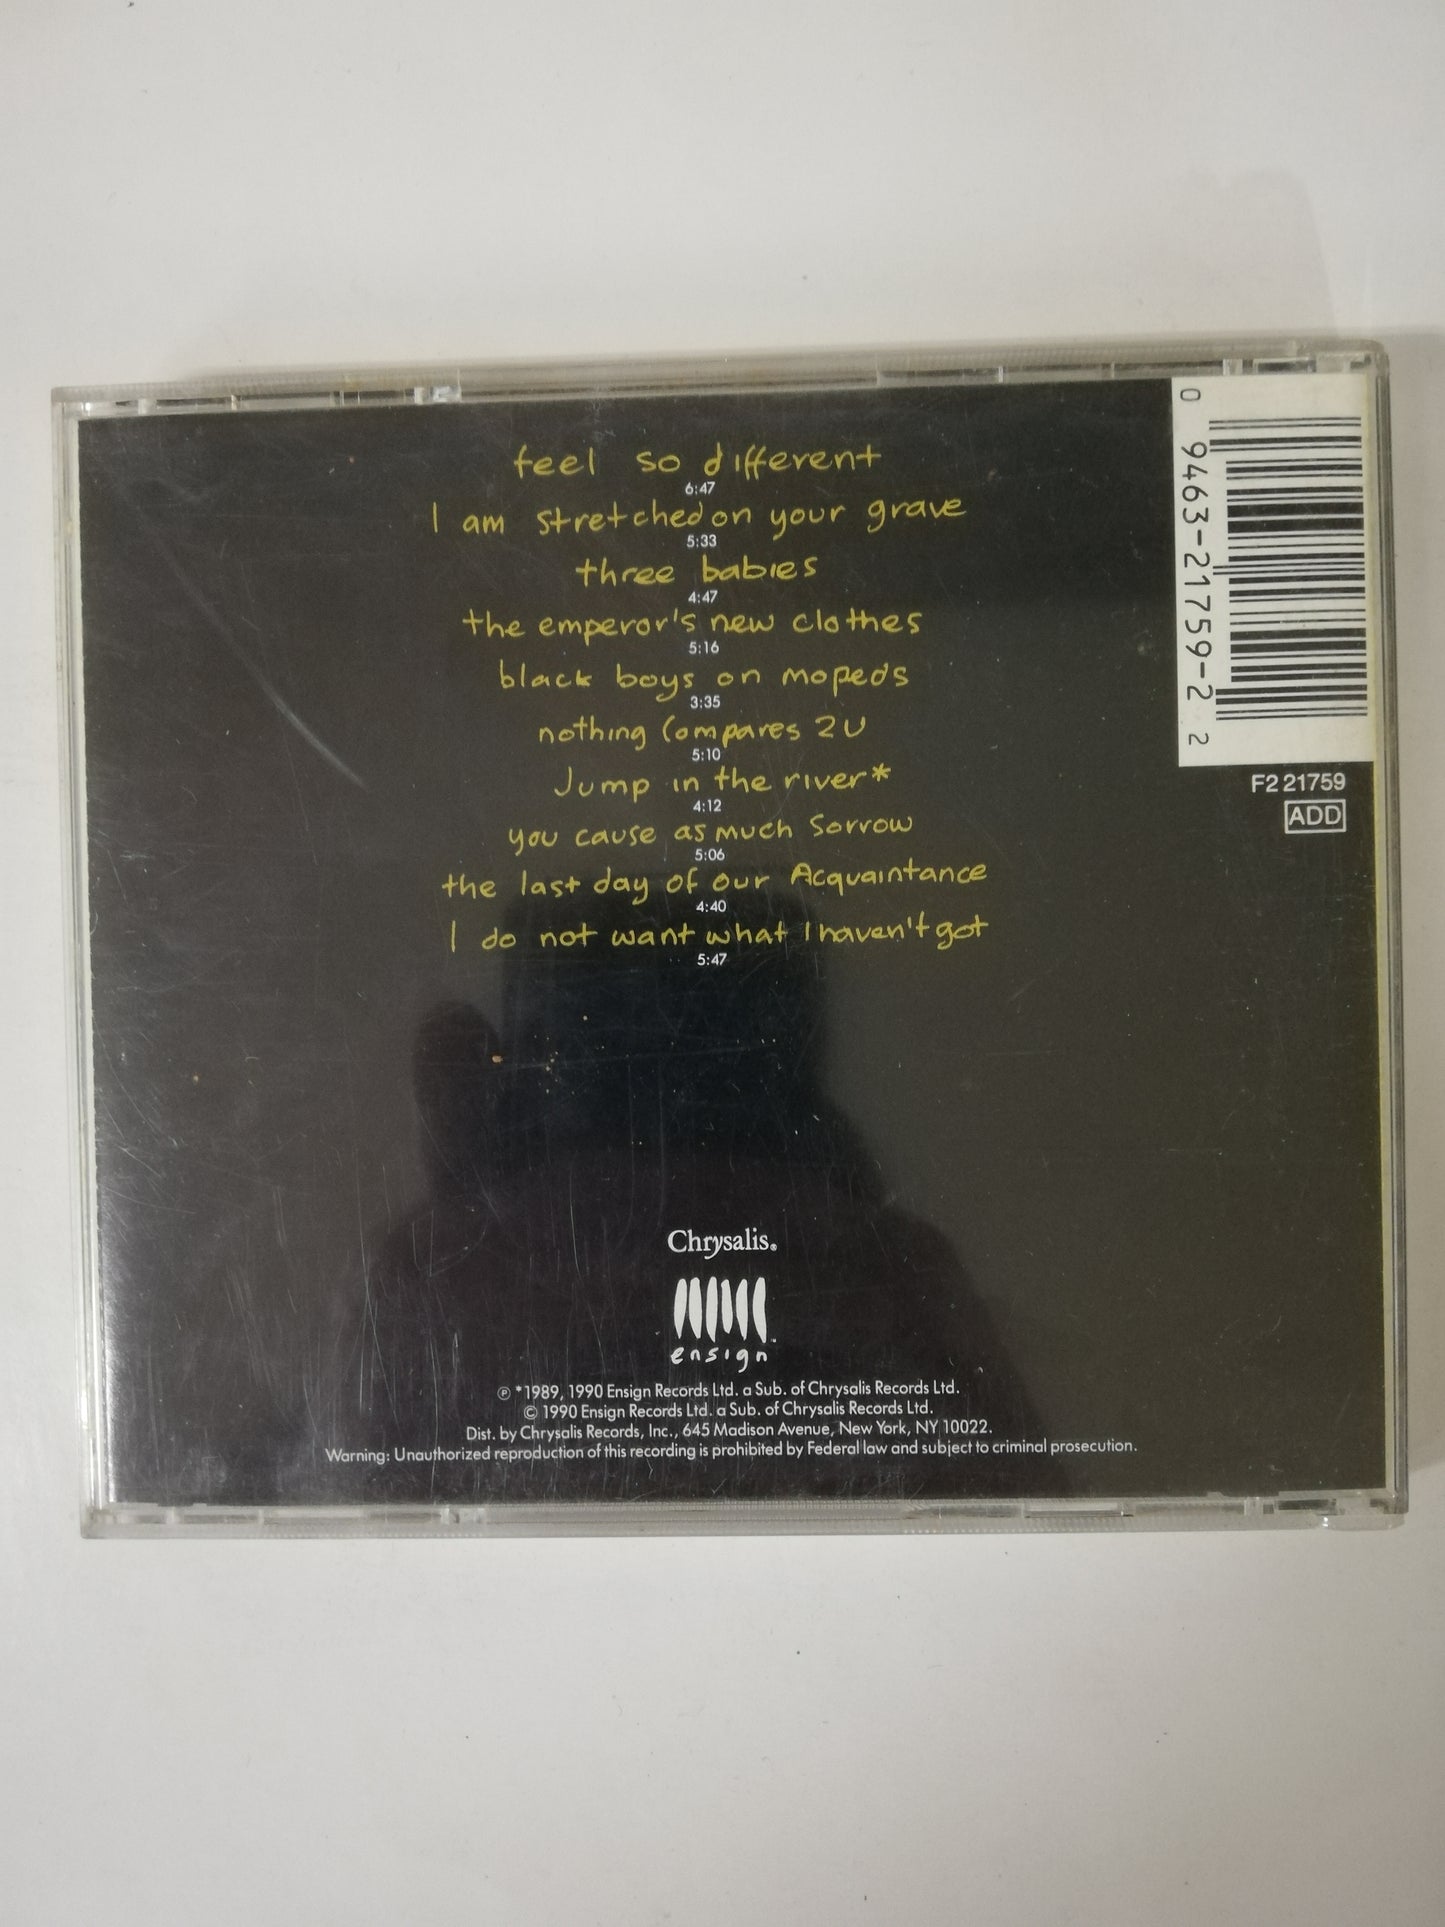 feel so different
6:47
I am stretched on your grave
5:33
three babies
4:47
the emperor's new clothes
5:16
black boys on mopeds
3:35
nothing Compares 2 U
5:10
Jump in the river*
4:12
you cause as much Sorrow
5:06
the last day of our Acquaintance
4:40
I do not want what I haven't got
5:47
0 9463-21759-2 2
F2 21759
ADD
Chrysalis®
ensign™
℗ *1989, 1990 Ensign Records Ltd. a Sub. of Chrysalis Records Ltd.
© 1990 Ensign Records Ltd. a Sub. of Chrysalis Records Ltd.
Dist. by Chrysalis Records, Inc., 645 Madison Avenue, New York, NY 10022.
Warning: Unauthorized reproduction of this recording is prohibited by Federal law and subject to criminal prosecution.